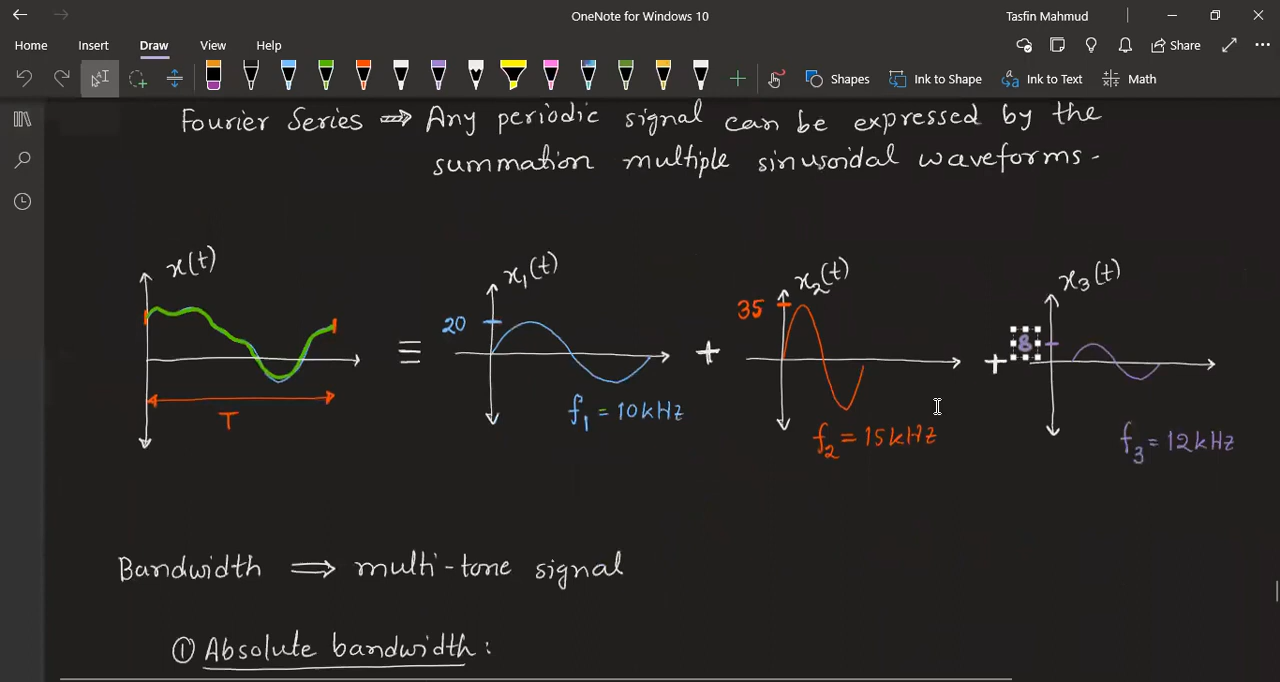 OneNote for Windows 10
Tasfin Mahmud
Home Insert Draw View Help
Share
Shapes Ink to Shape Ink to Text Math
Fourier Series ⇒ Any periodic signal can be expressed by the
summation multiple sinusoidal waveforms.
x(t)
x₁(t)
x₂(t)
x₃(t)
20
35
8
≡ + +
T
f₁ = 10kHz
f₂ = 15kHz
f₃ = 12kHz
Bandwidth ⇒ multi-tone signal
① Absolute bandwidth: